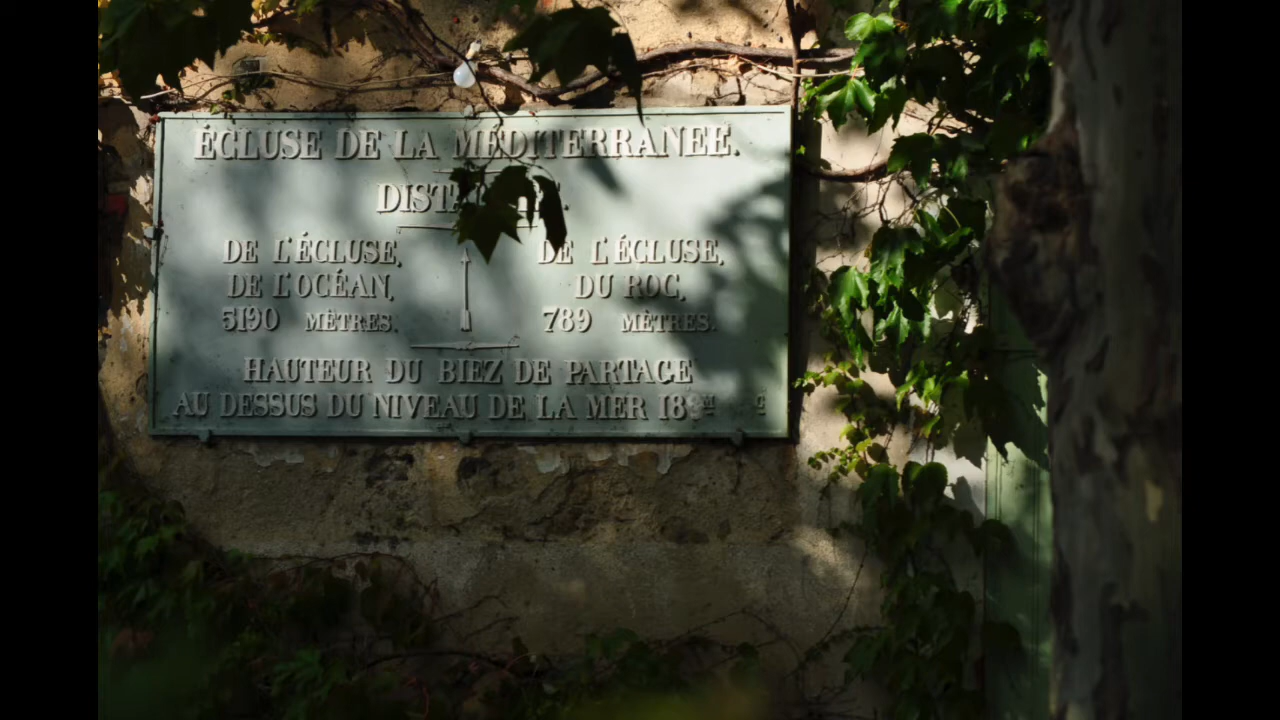 ÉCLUSE DE LA MÉDITERRANÉE.
DE L'ÉCLUSE,
DE L'OCÉAN,
5190 MÈTRES.
DE L'ÉCLUSE,
DU ROC,
789 MÈTRES.
HAUTEUR DU BIEZ DE PARTAGE
AU DESSUS DU NIVEAU DE LA MER